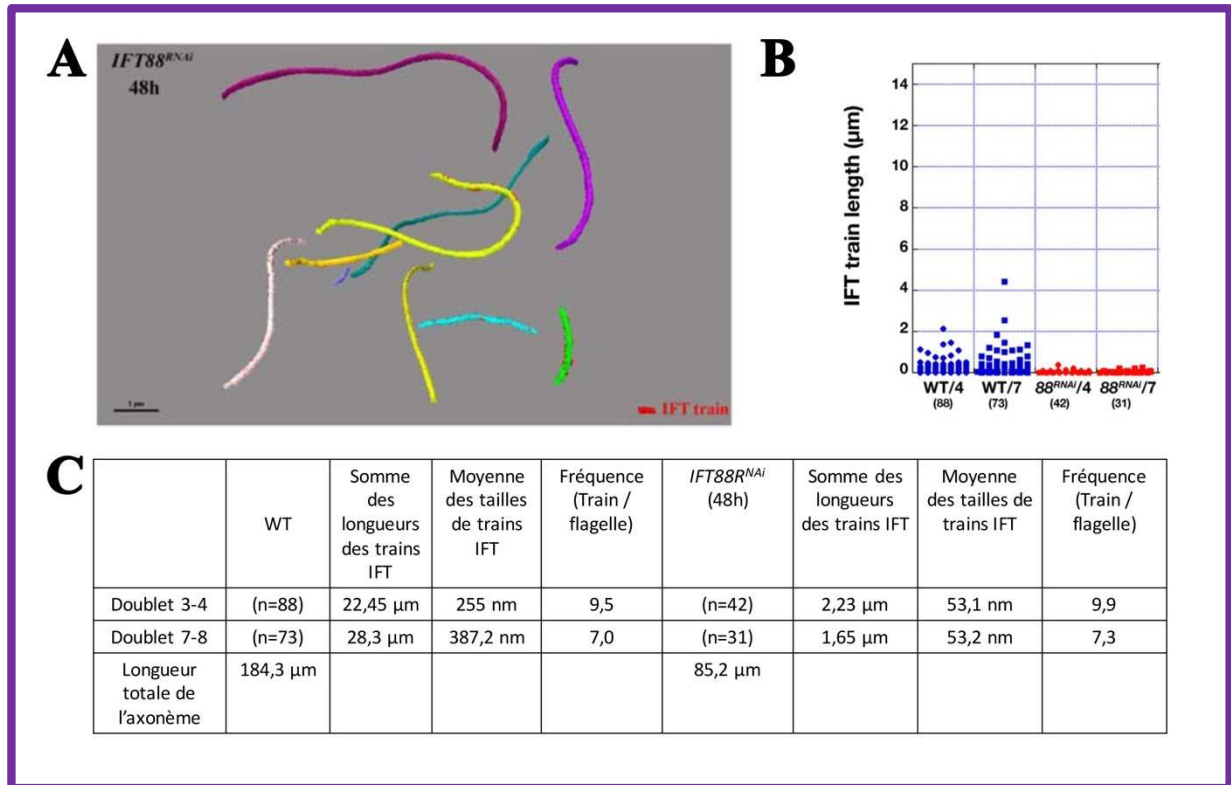 A
IFT88RNAi
48h
1 µm
IFT train
B
IFT train length (µm)
14
12
10
8
6
4
2
0
WT/4
WT/7
88RNAi/4
88RNAi/7
(88)
(73)
(42)
(31)
C
WT
Somme des longueurs des trains IFT
Moyenne des tailles de trains IFT
Fréquence (Train / flagelle)
IFT88RNAi (48h)
Somme des longueurs des trains IFT
Moyenne des tailles de trains IFT
Fréquence (Train / flagelle)
Doublet 3-4
(n=88)
22,45 µm
255 nm
9,5
(n=42)
2,23 µm
53,1 nm
9,9
Doublet 7-8
(n=73)
28,3 µm
387,2 nm
7,0
(n=31)
1,65 µm
53,2 nm
7,3
Longueur totale de l'axonème
184,3 µm
85,2 µm